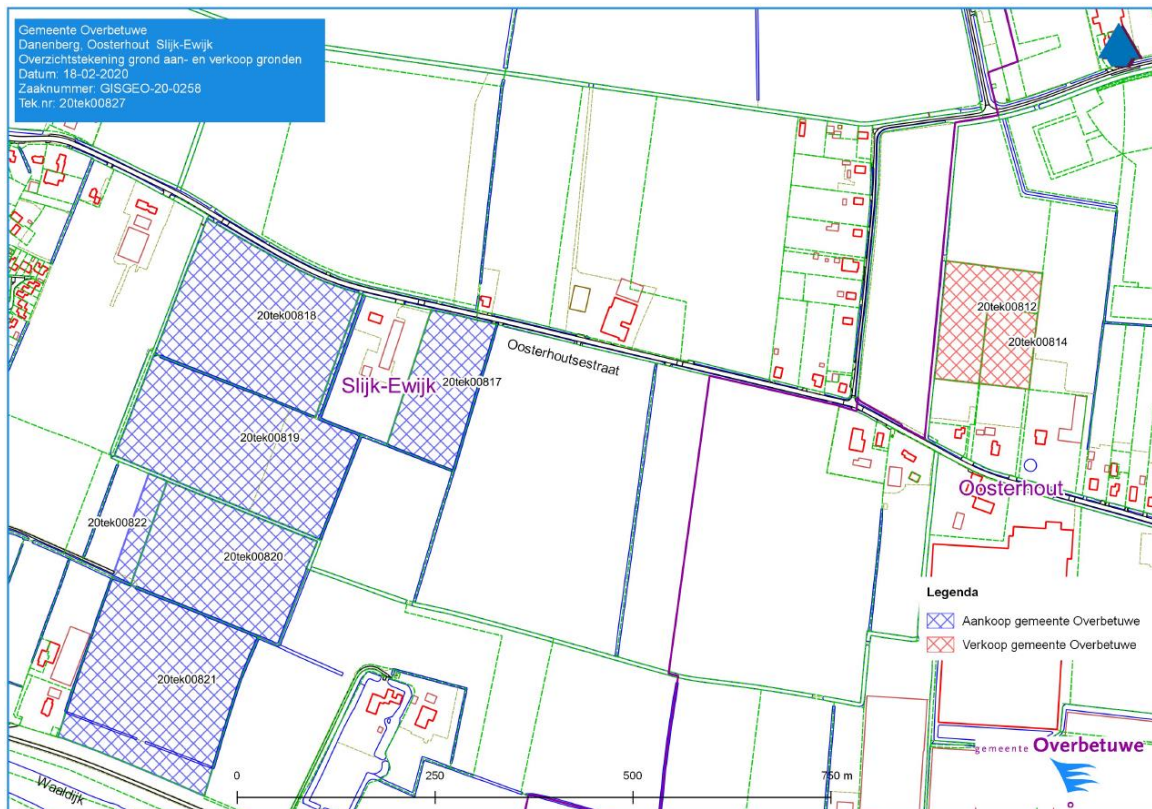 Gemeente Overbetuwe
Danenberg, Oosterhout Slijk-Ewijk
Overzichtstekening grond aan- en verkoop gronden
Datum: 18-02-2020
Zaaknummer: GISGEO-20-0258
Tek.nr: 20tek00827
20tek00818
20tek00812
20tek00814
Oosterhoutsestraat
Slijk-Ewijk
20tek00817
20tek00819
Oosterhout
20tek00822
20tek00820
Legenda
Aankoop gemeente Overbetuwe
Verkoop gemeente Overbetuwe
20tek00821
gemeente Overbetuwe
Waaldijk
0 250 500 750 m